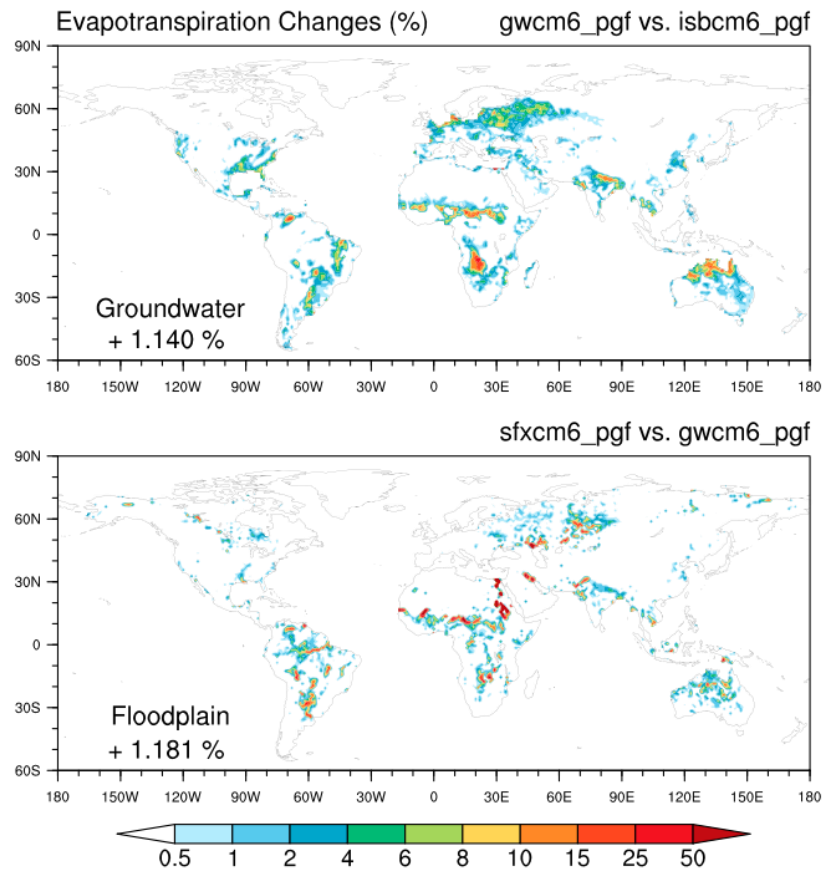 Evapotranspiration Changes (%) gwcm6_pgf vs. isbcm6_pgf
90N
60N
30N
0
30S
60S
Groundwater
+ 1.140 %
180 150W 120W 90W 60W 30W 0 30E 60E 90E 120E 150E 180
sfxcm6_pgf vs. gwcm6_pgf
90N
60N
30N
0
30S
60S
Floodplain
+ 1.181 %
180 150W 120W 90W 60W 30W 0 30E 60E 90E 120E 150E 180
0.5 1 2 4 6 8 10 15 25 50